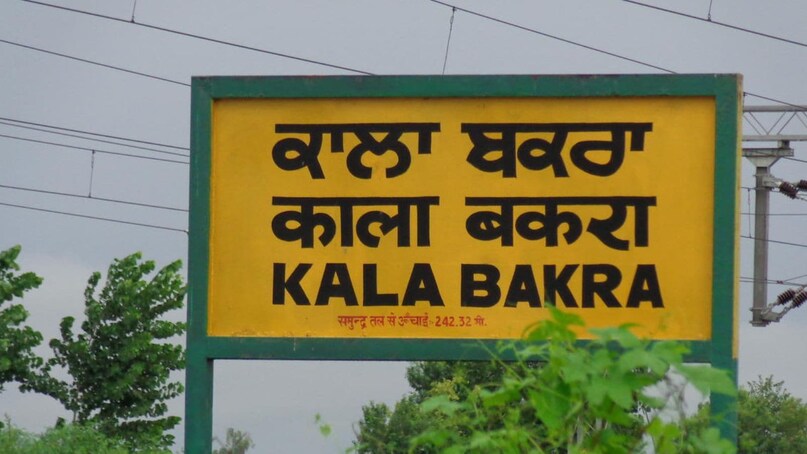 ਕਾਲਾ ਬਕਰਾ
काला बकरा
KALA BAKRA
समुन्द्र तल से ऊँचाई:- 242.32 मी.